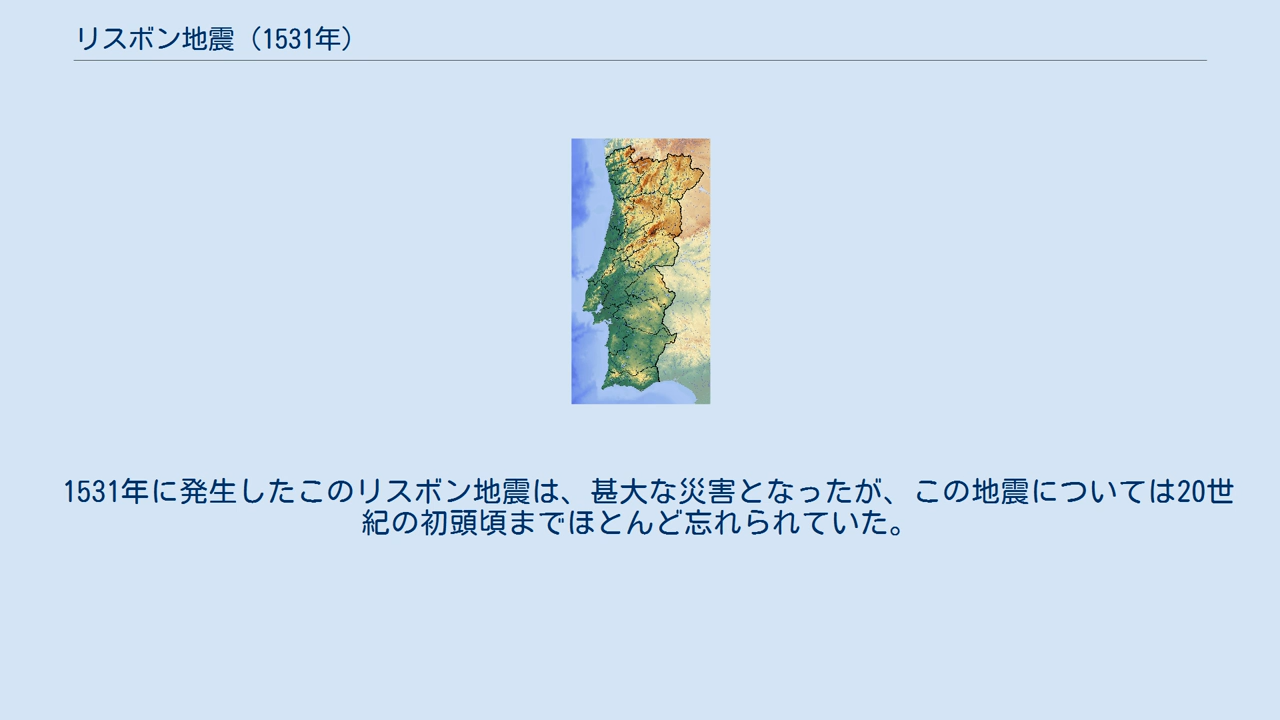 リスボン地震（1531年）
1531年に発生したこのリスボン地震は、甚大な災害となったが、この地震については20世
紀の初頭頃までほとんど忘れられていた。